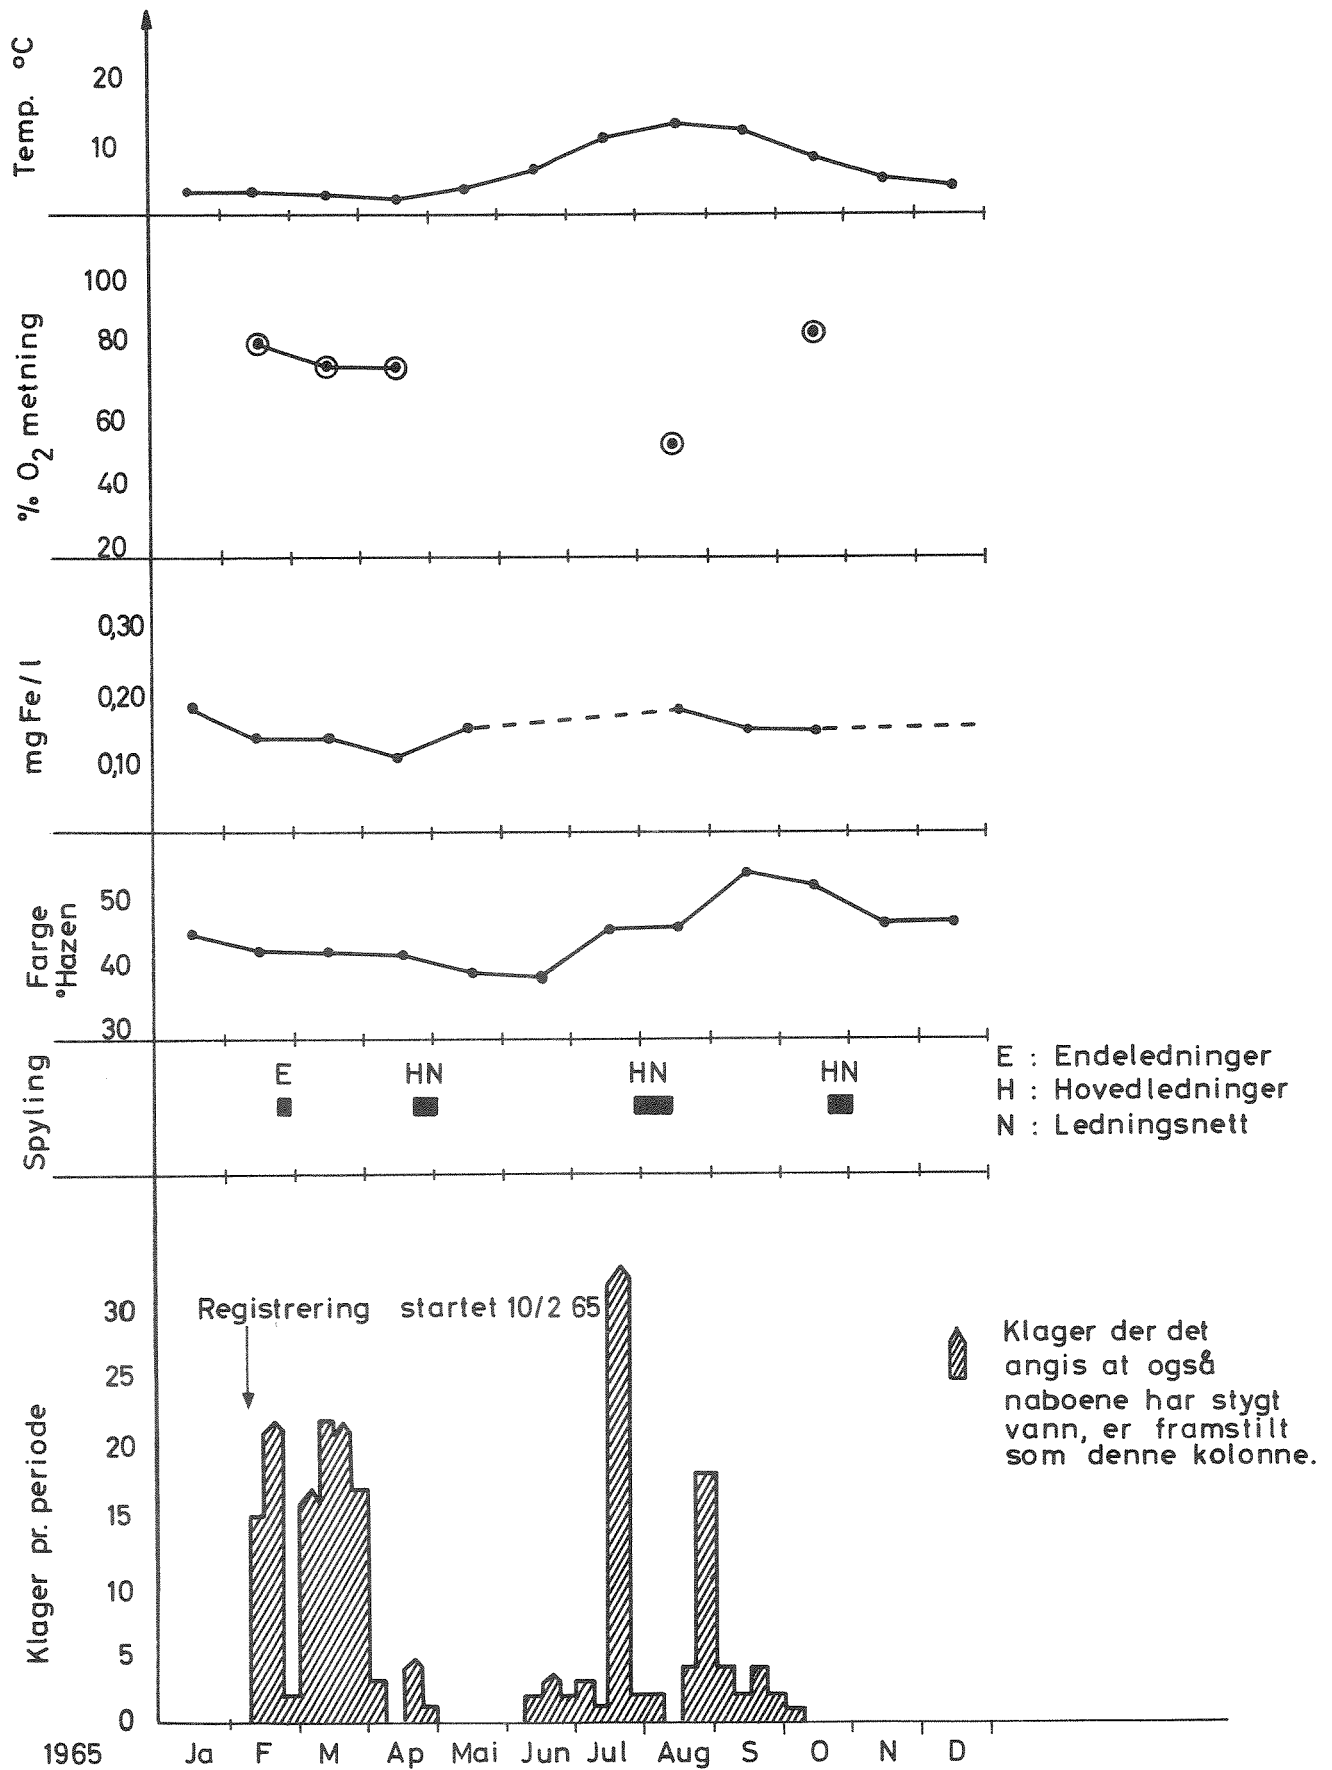 Temp. °C
20
10
% O2 metning
100
80
60
40
20
mg Fe/l
0,30
0,20
0,10
Farge
°Hazen
50
40
30
Spyling
E
HN
HN
HN
E : Endeledninger
H : Hovedledninger
N : Ledningsnett
Klager pr. periode
30
25
20
15
10
5
0
Registrering startet 10/2 65
Klager der det
angis at også
naboene har stygt
vann, er framstilt
som denne kolonne.
1965 Ja F M Ap Mai Jun Jul Aug S O N D